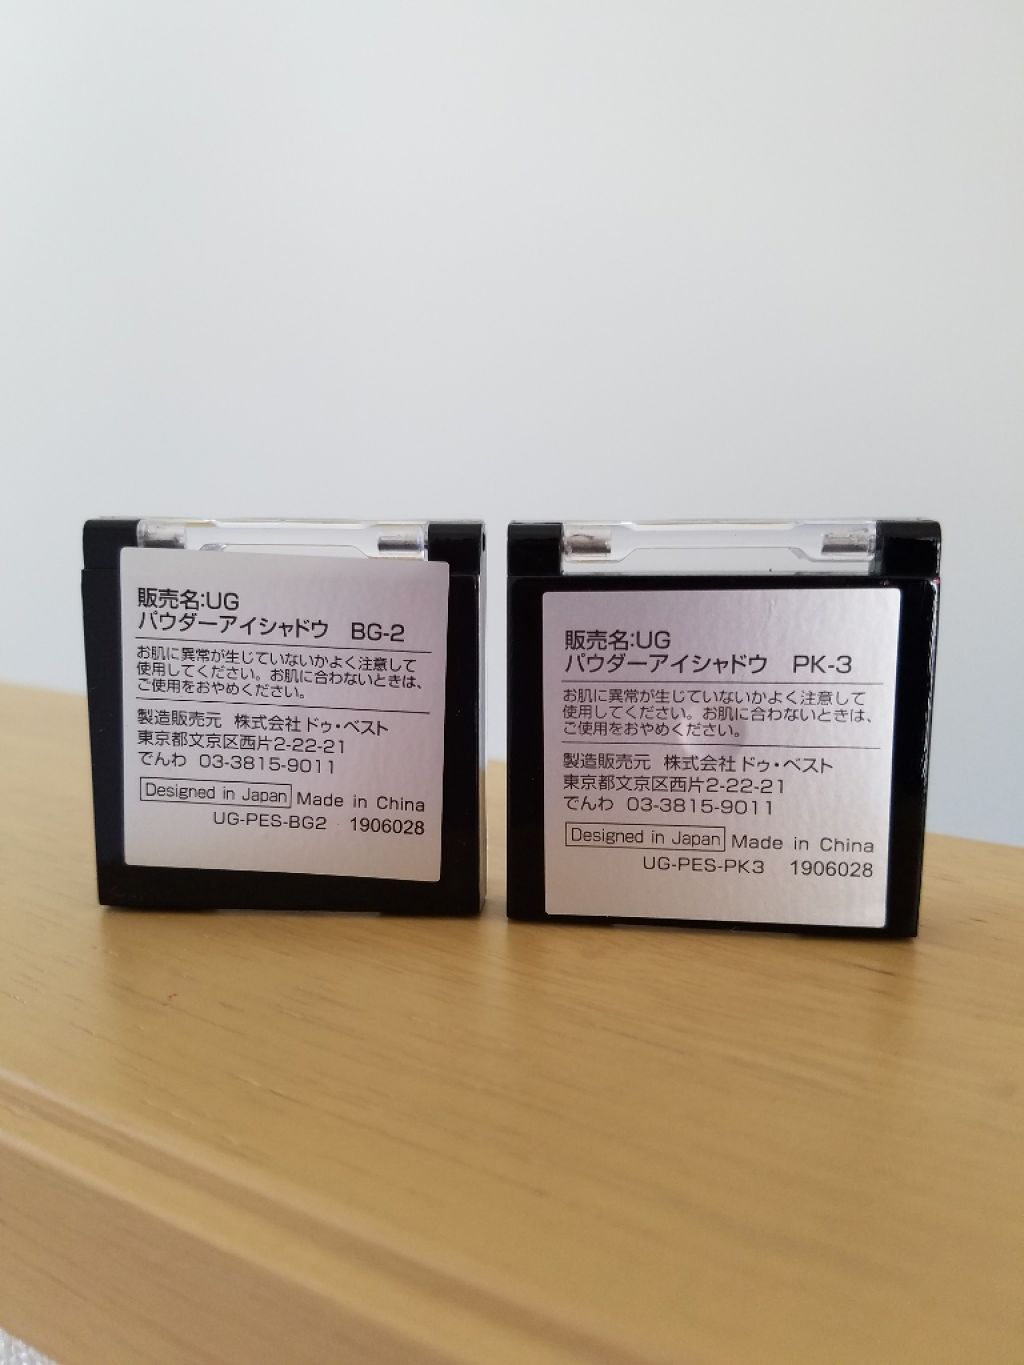 販売名:UG
パウダーアイシャドウ BG-2
お肌に異常が生じていないかよく注意して
使用してください。お肌に合わないときは、
ご使用をおやめください。
製造販売元 株式会社ドゥ・ベスト
東京都文京区西片2-22-21
でんわ 03-3815-9011
Designed in Japan Made in China
UG-PES-BG2 1906028
販売名:UG
パウダーアイシャドウ PK-3
お肌に異常が生じていないかよく注意して
使用してください。お肌に合わないときは、
ご使用をおやめください。
製造販売元 株式会社ドゥ・ベスト
東京都文京区西片2-22-21
でんわ 03-3815-9011
Designed in Japan Made in China
UG-PES-PK3 1906028